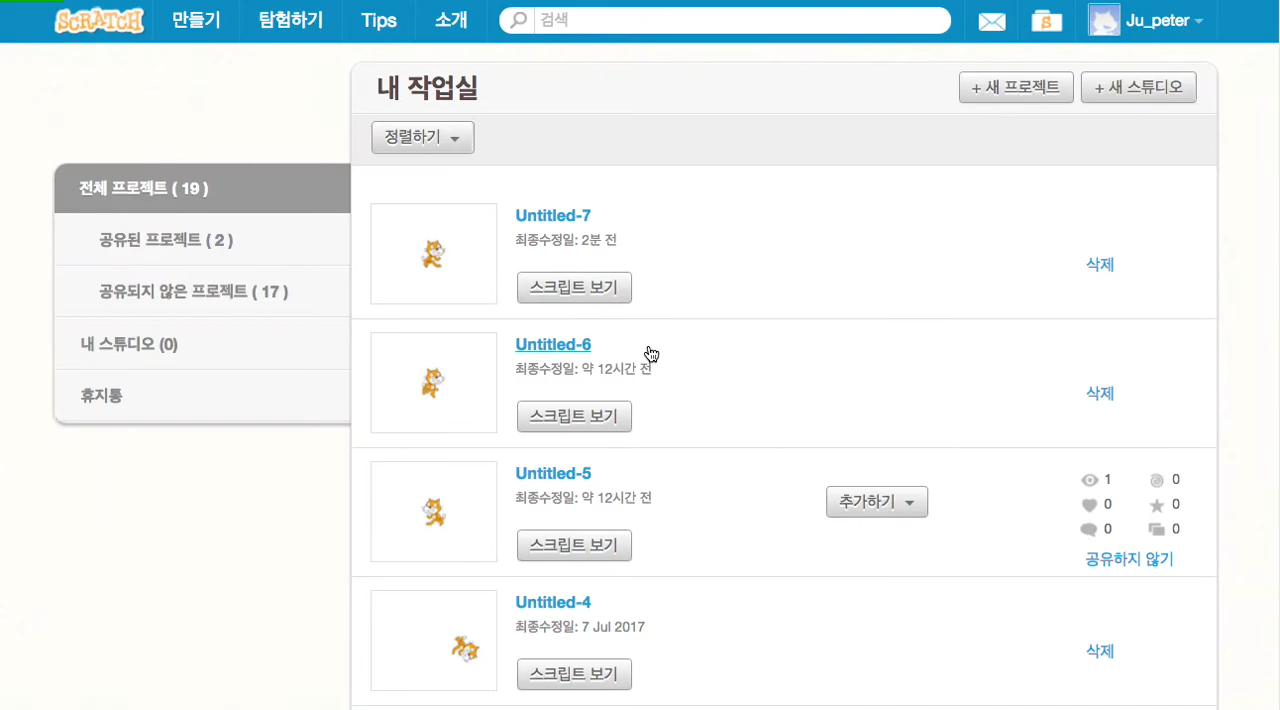 SCRATCH 만들기 탐험하기 Tips 소개 검색 S Ju_peter
내 작업실
+ 새 프로젝트 + 새 스튜디오
정렬하기
전체 프로젝트 ( 19 )
공유된 프로젝트 ( 2 )
공유되지 않은 프로젝트 ( 17 )
내 스튜디오 (0)
휴지통
Untitled-7
최종수정일: 2분 전
스크립트 보기
삭제
Untitled-6
최종수정일: 약 12시간 전
스크립트 보기
삭제
Untitled-5
최종수정일: 약 12시간 전
스크립트 보기
추가하기
1 0
0 0
0 0
공유하지 않기
Untitled-4
최종수정일: 7 Jul 2017
스크립트 보기
삭제